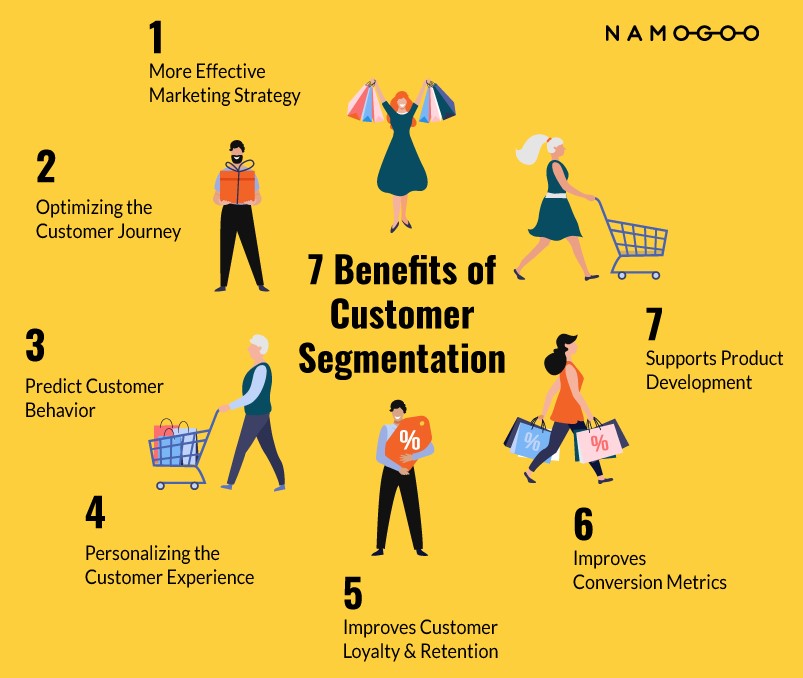 NAMOGOO
1
More Effective
Marketing Strategy
2
Optimizing the
Customer Journey
7 Benefits of
Customer
Segmentation
3
Predict Customer
Behavior
4
Personalizing the
Customer Experience
%
5
Improves Customer
Loyalty & Retention
%
%
6
Improves
Conversion Metrics
7
Supports Product
Development